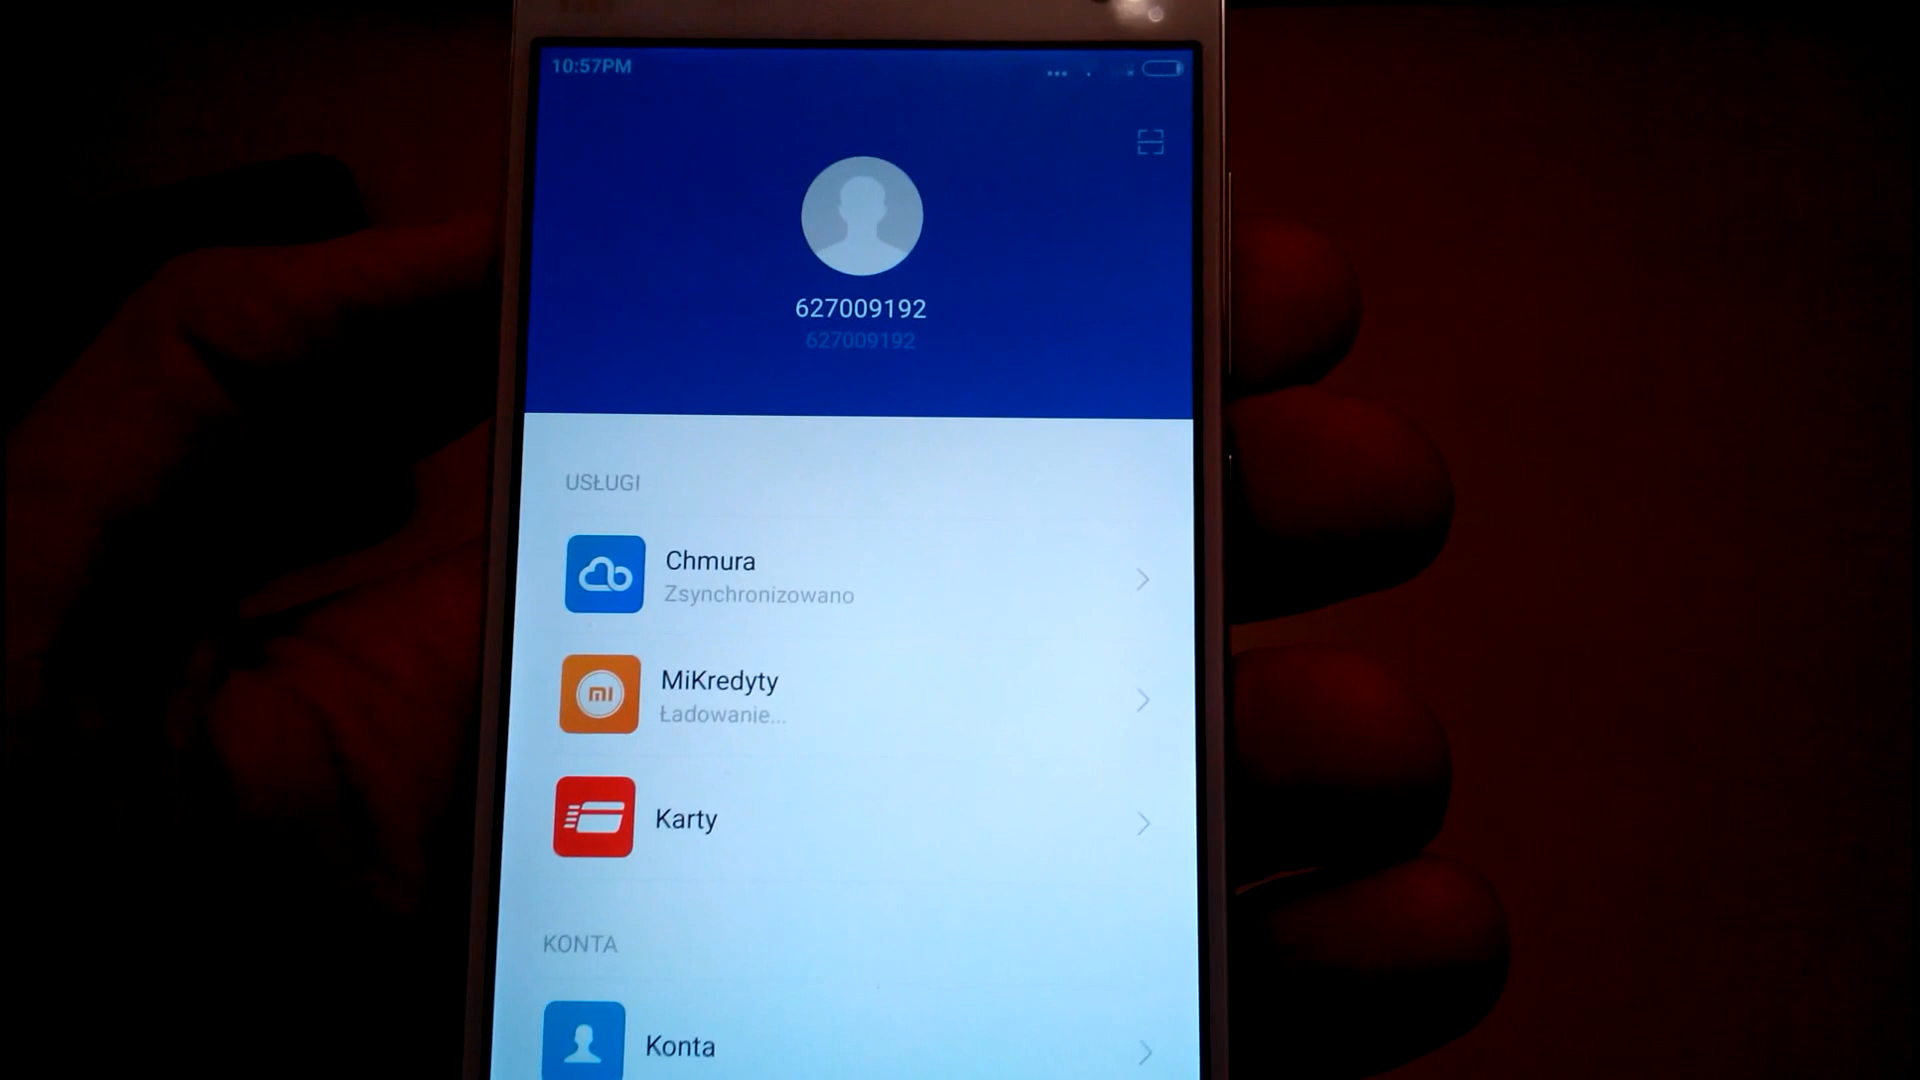 10:57PM
627009192
627009192
USŁUGI
Chmura
Zsynchronizowano
MiKredyty
Ładowanie...
Karty
KONTA
Konta